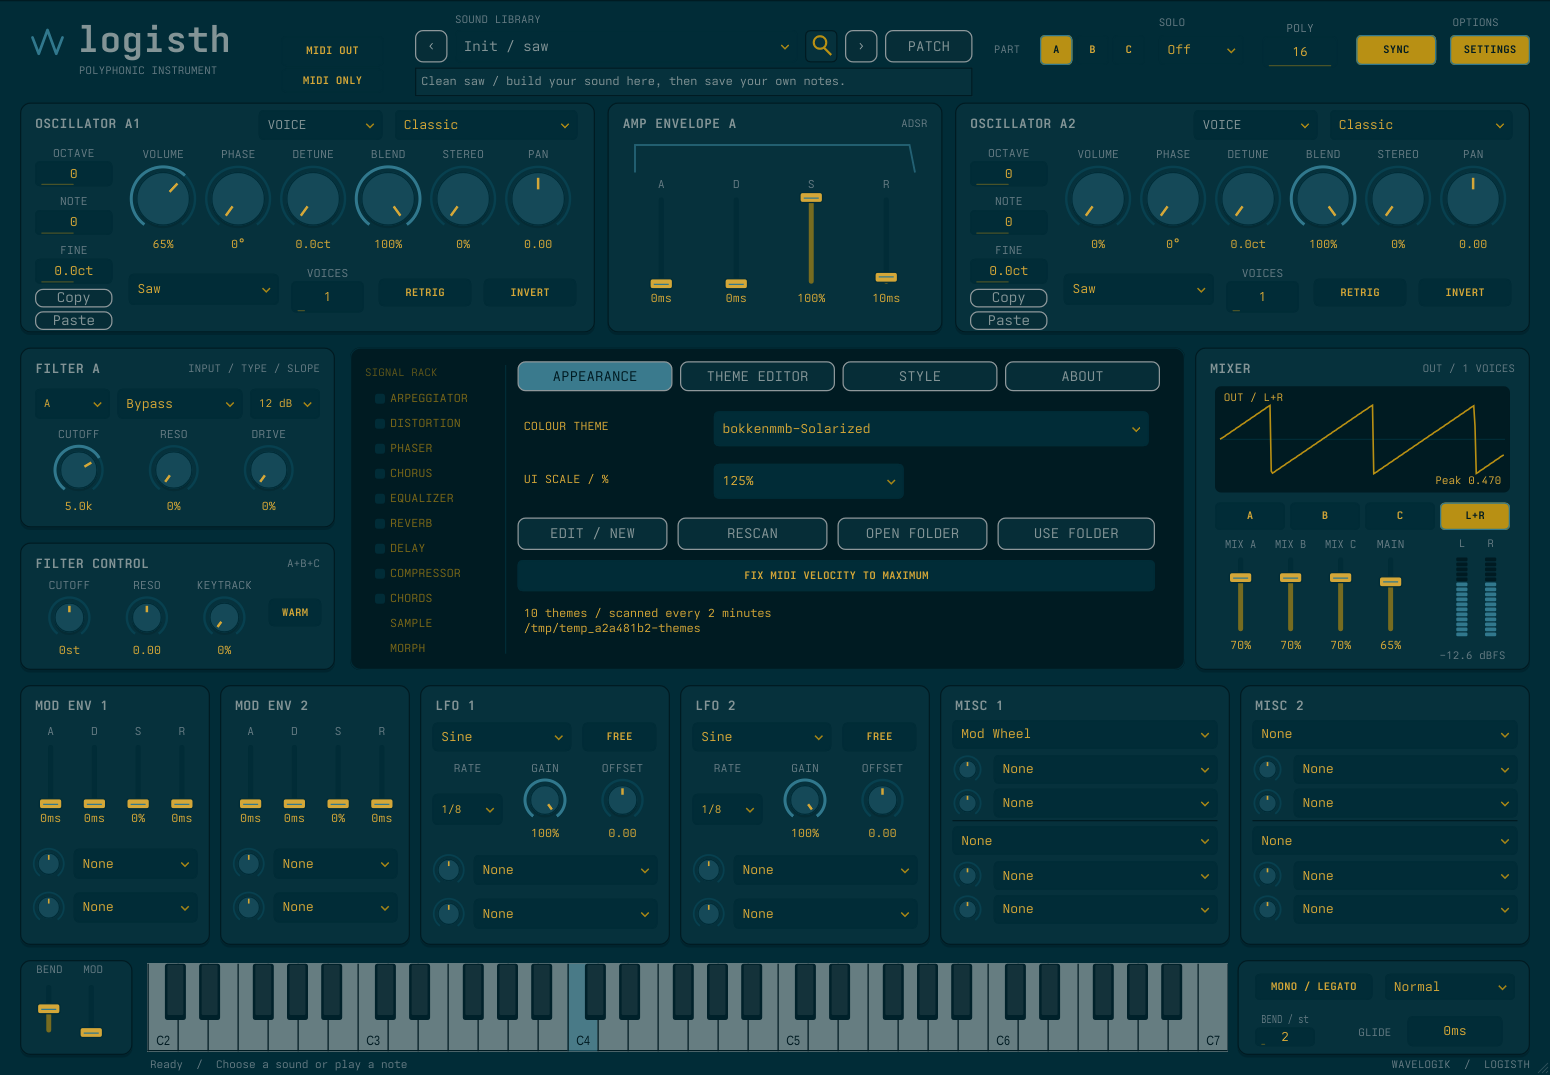 logisth
POLYPHONIC INSTRUMENT
MIDI OUT
MIDI ONLY
SOUND LIBRARY
‹ Init / saw › PATCH
Clean saw / build your sound here, then save your own notes.
PART A B C
SOLO
Off
POLY
16
OPTIONS
SYNC SETTINGS
OSCILLATOR A1 VOICE Classic
OCTAVE VOLUME PHASE DETUNE BLEND STEREO PAN
0
NOTE
0
65% 0° 0.0ct 100% 0% 0.00
FINE
0.0ct
Copy
Paste
Saw
VOICES
1
RETRIG INVERT
AMP ENVELOPE A ADSR
A D S R
0ms 0ms 100% 10ms
OSCILLATOR A2 VOICE Classic
OCTAVE VOLUME PHASE DETUNE BLEND STEREO PAN
0
NOTE
0
0% 0° 0.0ct 100% 0% 0.00
FINE
0.0ct
Copy
Paste
Saw
VOICES
1
RETRIG INVERT
FILTER A INPUT / TYPE / SLOPE
A Bypass 12 dB
CUTOFF RESO DRIVE
5.0k 0% 0%
FILTER CONTROL A+B+C
CUTOFF RESO KEYTRACK
WARM
0st 0.00 0%
SIGNAL RACK
ARPEGGIATOR
DISTORTION
PHASER
CHORUS
EQUALIZER
REVERB
DELAY
COMPRESSOR
CHORDS
SAMPLE
MORPH
APPEARANCE THEME EDITOR STYLE ABOUT
COLOUR THEME bokkenmmb-Solarized
UI SCALE / % 125%
EDIT / NEW RESCAN OPEN FOLDER USE FOLDER
FIX MIDI VELOCITY TO MAXIMUM
10 themes / scanned every 2 minutes
/tmp/temp_a2a481b2-themes
MIXER OUT / 1 VOICES
OUT / L+R
Peak 0.470
A B C L+R
MIX A MIX B MIX C MAIN L R
70% 70% 70% 65%
-12.6 dBFS
MOD ENV 1
A D S R
0ms 0ms 0% 0ms
None
None
MOD ENV 2
A D S R
0ms 0ms 0% 0ms
None
None
LFO 1
Sine FREE
RATE GAIN OFFSET
1/8
100% 0.00
None
None
LFO 2
Sine FREE
RATE GAIN OFFSET
1/8
100% 0.00
None
None
MISC 1
Mod Wheel
None
None
None
None
None
MISC 2
None
None
None
None
None
None
BEND MOD
C2 C3 C4 C5 C6 C7
MONO / LEGATO Normal
BEND / st
2
GLIDE 0ms
Ready / Choose a sound or play a note
WAVELOGIK / LOGISTH